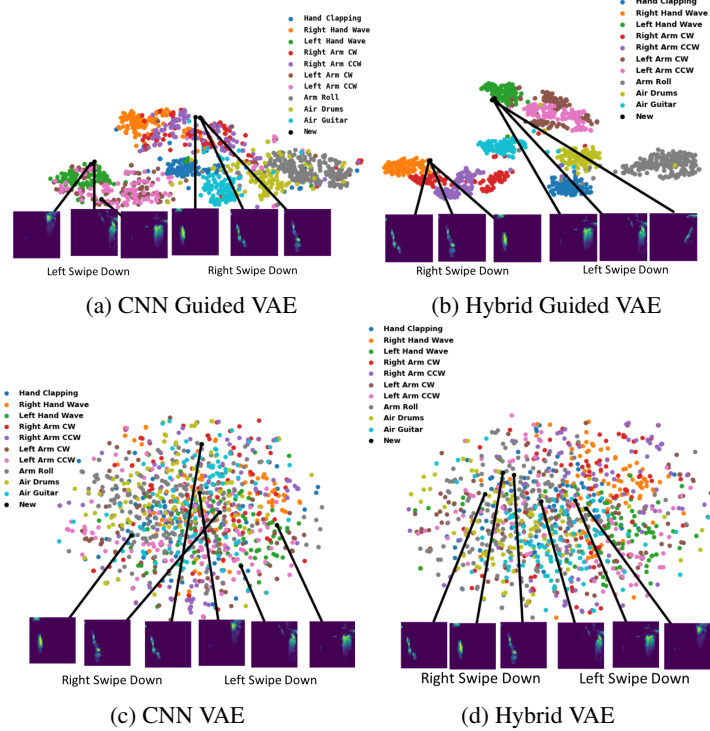 Hand Clapping
Right Hand Wave
Left Hand Wave
Right Arm CW
Right Arm CCW
Left Arm CW
Left Arm CCW
Arm Roll
Air Drums
Air Guitar
New
Left Swipe Down
Right Swipe Down
(a) CNN Guided VAE
Hand Clapping
Right Hand Wave
Left Hand Wave
Right Arm CW
Right Arm CCW
Left Arm CW
Left Arm CCW
Arm Roll
Air Drums
Air Guitar
New
Right Swipe Down
Left Swipe Down
(b) Hybrid Guided VAE
Hand Clapping
Right Hand Wave
Left Hand Wave
Right Arm CW
Right Arm CCW
Left Arm CW
Left Arm CCW
Arm Roll
Air Drums
Air Guitar
New
Right Swipe Down
Left Swipe Down
(c) CNN VAE
Hand Clapping
Right Hand Wave
Left Hand Wave
Right Arm CW
Right Arm CCW
Left Arm CW
Left Arm CCW
Arm Roll
Air Drums
Air Guitar
New
Right Swipe Down
Left Swipe Down
(d) Hybrid VAE